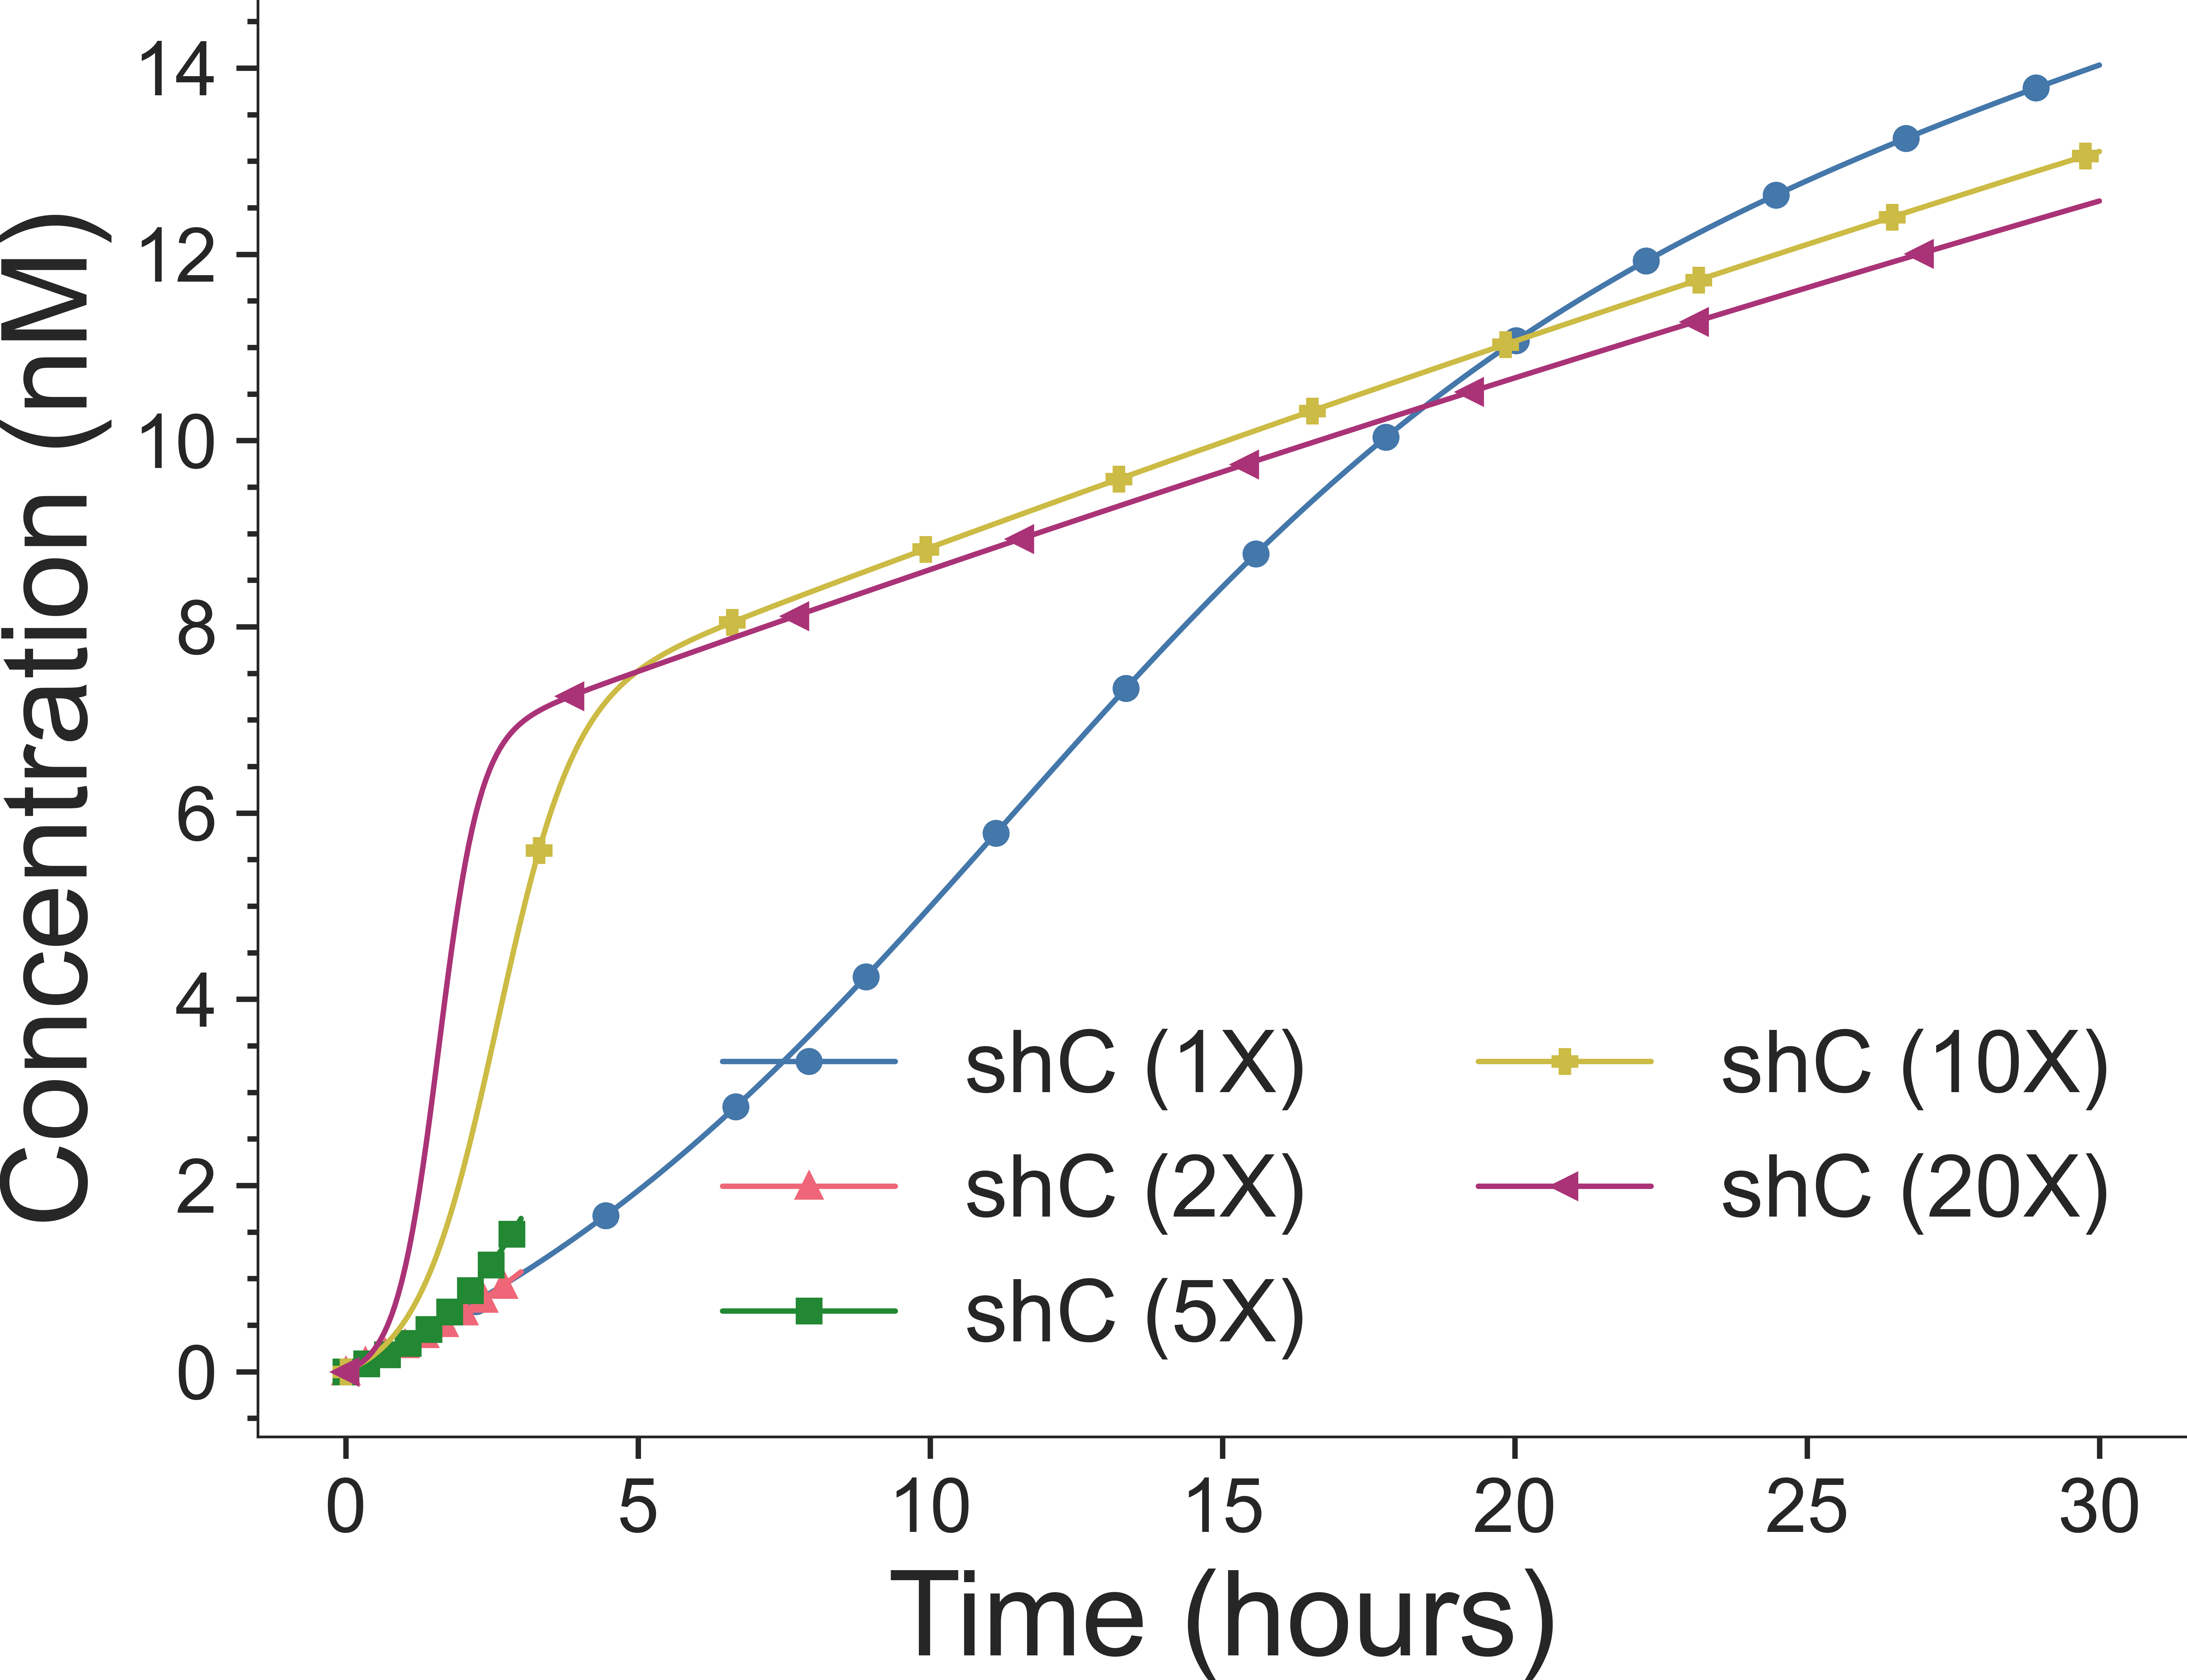 Concentration (nM)
14
12
10
8
6
4
2
0
shC (1X)
shC (2X)
shC (5X)
shC (10X)
shC (20X)
0 5 10 15 20 25 30
Time (hours)